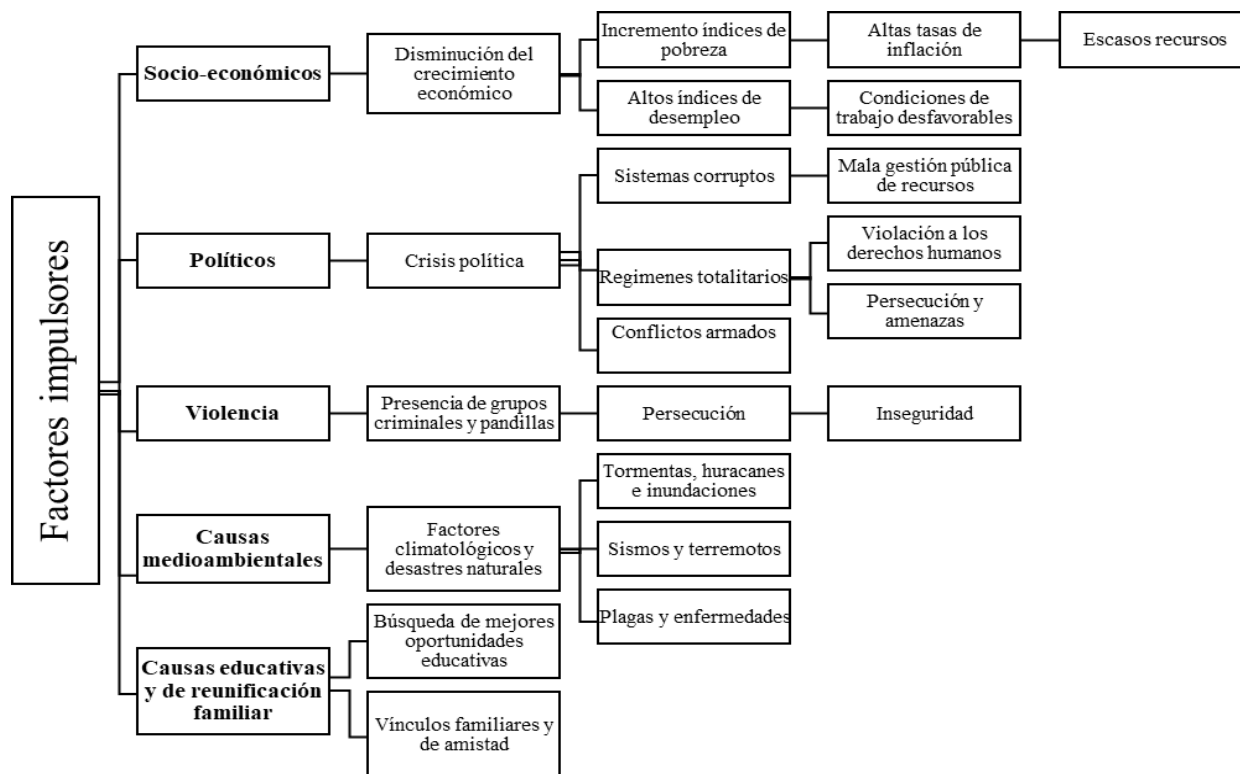 Factores impulsores
Socio-económicos
Disminución del
crecimiento
económico
Incremento índices de
pobreza
Altas tasas de
inflación
Escasos recursos
Altos índices de
desempleo
Condiciones de
trabajo desfavorables
Políticos
Crisis política
Sistemas corruptos
Mala gestión pública
de recursos
Regimenes totalitarios
Violación a los
derechos humanos
Persecución y
amenazas
Conflictos armados
Violencia
Presencia de grupos
criminales y pandillas
Persecución
Inseguridad
Causas
medioambientales
Factores
climatológicos y
desastres naturales
Tormentas, huracanes
e inundaciones
Sismos y terremotos
Plagas y enfermedades
Causas educativas
y de reunificación
familiar
Búsqueda de mejores
oportunidades
educativas
Vínculos familiares y
de amistad